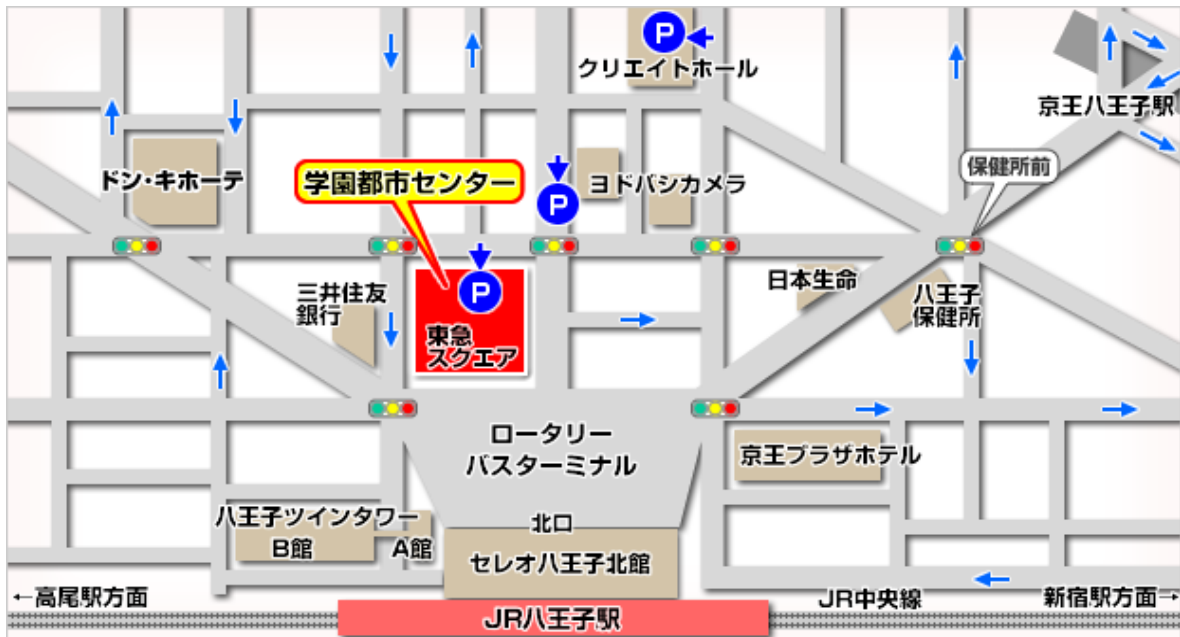 P
クリエイトホール
京王八王子駅
保健所前
ドン・キホーテ
学園都市センター
P
ヨドバシカメラ
P
東急
スクエア
三井住友
銀行
日本生命
八王子
保健所
ロータリー
バスターミナル
京王プラザホテル
八王子ツインタワー
B館
A館
北口
セレオ八王子北館
←高尾駅方面
JR八王子駅
JR中央線
新宿駅方面→